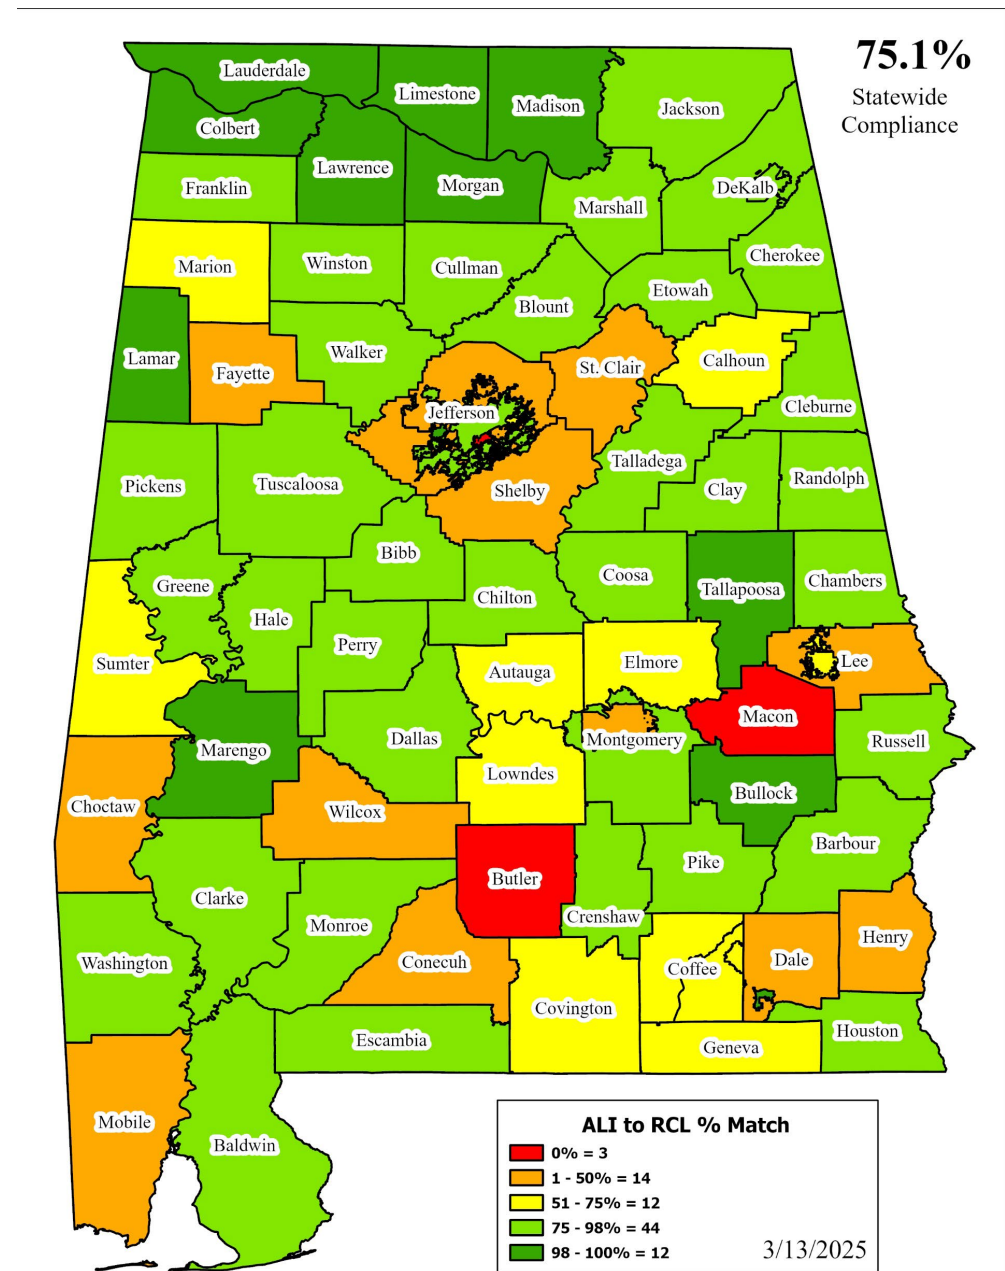 75.1%
Statewide
Compliance
Lauderdale
Limestone
Madison
Jackson
Colbert
Lawrence
Morgan
Franklin
DeKalb
Marshall
Marion
Winston
Cullman
Cherokee
Etowah
Blount
Lamar
Fayette
Walker
St. Clair
Calhoun
Jefferson
Cleburne
Pickens
Tuscaloosa
Shelby
Talladega
Clay
Randolph
Bibb
Greene
Hale
Chilton
Coosa
Tallapoosa
Chambers
Sumter
Perry
Autauga
Elmore
Lee
Macon
Marengo
Dallas
Montgomery
Russell
Lowndes
Bullock
Choctaw
Wilcox
Barbour
Butler
Pike
Clarke
Monroe
Crenshaw
Washington
Conecuh
Coffee
Dale
Henry
Covington
Escambia
Geneva
Houston
Mobile
Baldwin
ALI to RCL % Match
0% = 3
1 - 50% = 14
51 - 75% = 12
75 - 98% = 44
98 - 100% = 12
3/13/2025